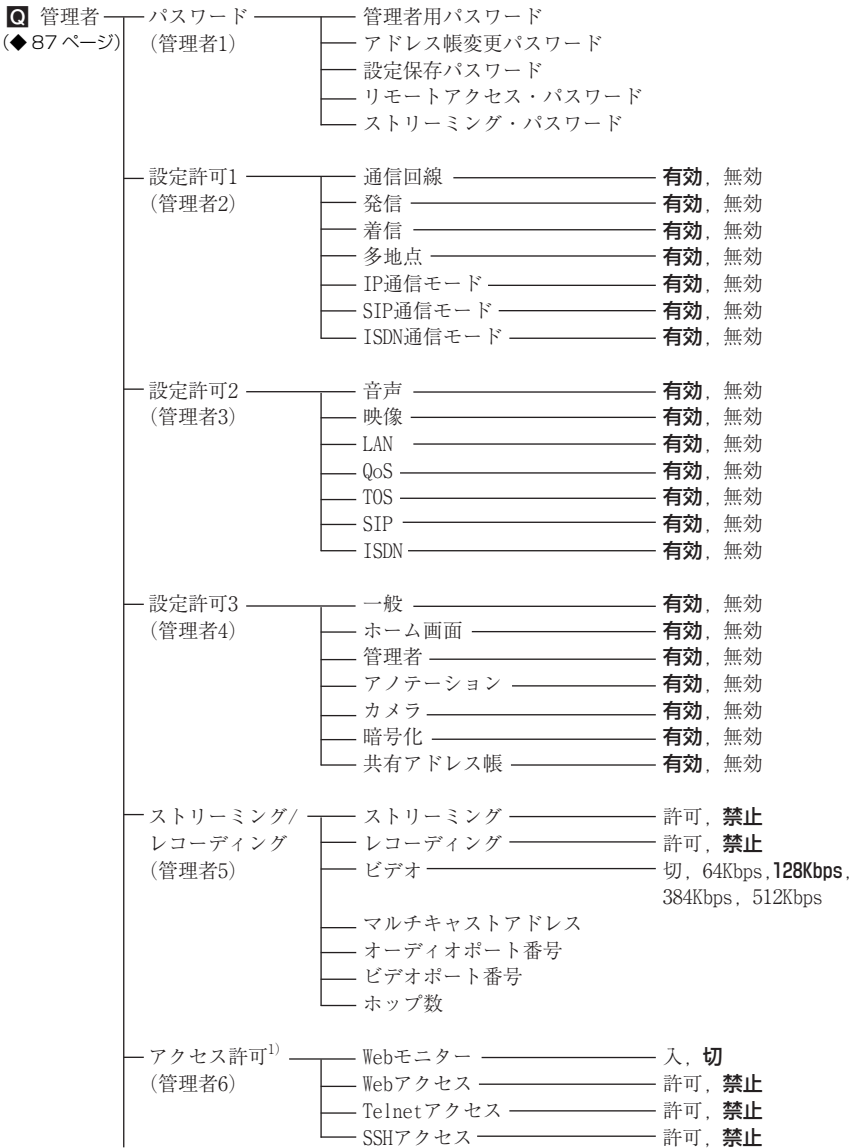 Q 管理者 パスワード 管理者用パスワード
(◆ 87 ページ) (管理者1) アドレス帳変更パスワード
設定保存パスワード
リモートアクセス・パスワード
ストリーミング・パスワード
設定許可1 通信回線 有効, 無効
(管理者2) 発信 有効, 無効
着信 有効, 無効
多地点 有効, 無効
IP通信モード 有効, 無効
SIP通信モード 有効, 無効
ISDN通信モード 有効, 無効
設定許可2 音声 有効, 無効
(管理者3) 映像 有効, 無効
LAN 有効, 無効
QoS 有効, 無効
TOS 有効, 無効
SIP 有効, 無効
ISDN 有効, 無効
設定許可3 一般 有効, 無効
(管理者4) ホーム画面 有効, 無効
管理者 有効, 無効
アノテーション 有効, 無効
カメラ 有効, 無効
暗号化 有効, 無効
共有アドレス帳 有効, 無効
ストリーミング/ ストリーミング 許可, 禁止
レコーディング レコーディング 許可, 禁止
(管理者5) ビデオ 切, 64Kbps,128Kbps,
384Kbps, 512Kbps
マルチキャストアドレス
オーディオポート番号
ビデオポート番号
ホップ数
アクセス許可1) Webモニター 入, 切
(管理者6) Webアクセス 許可, 禁止
Telnetアクセス 許可, 禁止
SSHアクセス 許可, 禁止